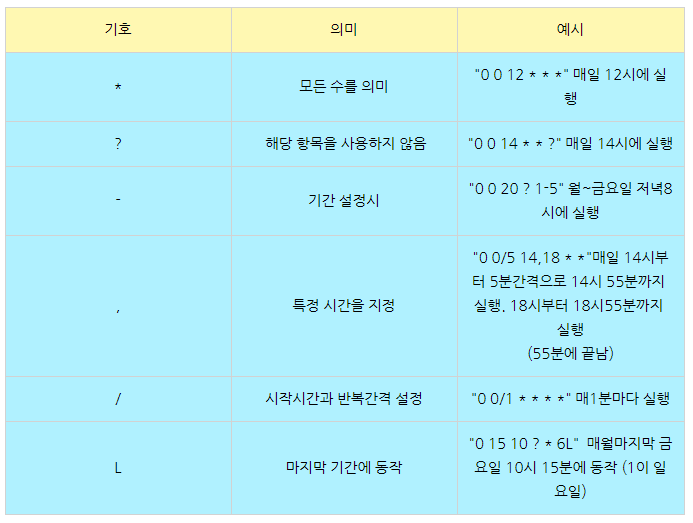 기호 의미 예시
* 모든 수를 의미 "0 0 12 * * *" 매일 12시에 실
행
? 해당 항목을 사용하지 않음 "0 0 14 * * ?" 매일 14시에 실행
- 기간 설정시 "0 0 20 ? 1-5" 월~금요일 저녁8
시에 실행
, 특정 시간을 지정 "0 0/5 14,18 * *"매일 14시부
터 5분간격으로 14시 55분까지
실행. 18시부터 18시55분까지
실행
(55분에 끝남)
/ 시작시간과 반복간격 설정 "0 0/1 * * * *" 매1분마다 실행
L 마지막 기간에 동작 "0 15 10 ? * 6L" 매월마지막 금
요일 10시 15분에 동작 (1이 일
요일)